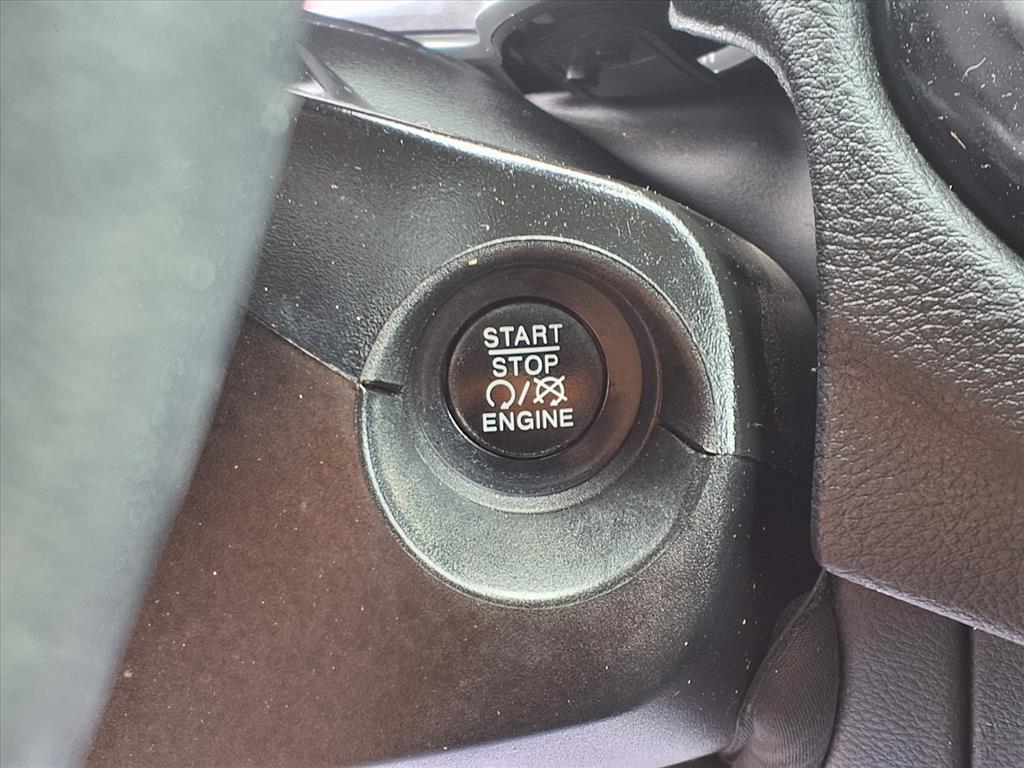 START
STOP
/
ENGINE